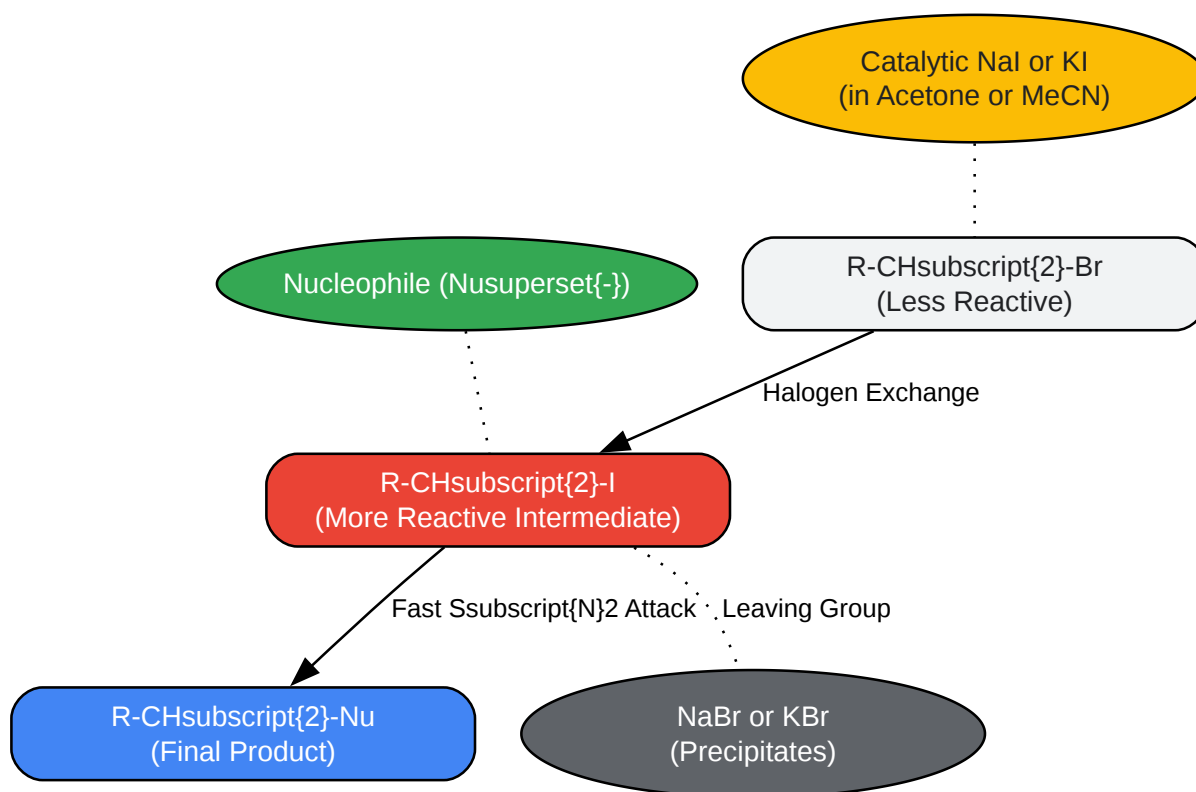 Catalytic NaI or KI
(in Acetone or MeCN)
R-CHsubscript{2}-Br
(Less Reactive)
Nucleophile (Nusuperset{-})
Halogen Exchange
R-CHsubscript{2}-I
(More Reactive Intermediate)
Fast Ssubscript{N}2 Attack
Leaving Group
R-CHsubscript{2}-Nu
(Final Product)
NaBr or KBr
(Precipitates)